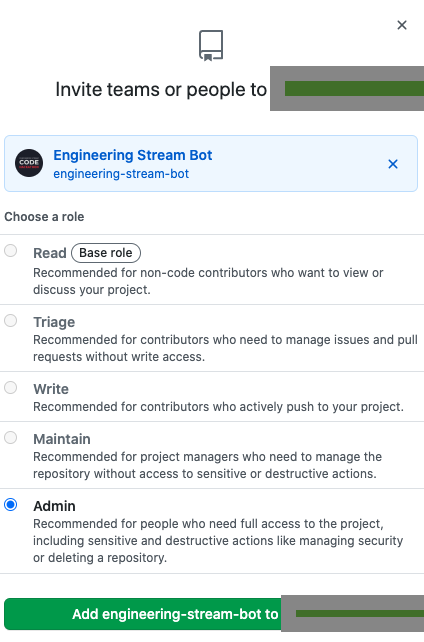 Invite teams or people to
CODE
Engineering Stream Bot
engineering-stream-bot
Choose a role
Read Base role
Recommended for non-code contributors who want to view or
discuss your project.
Triage
Recommended for contributors who need to manage issues and pull
requests without write access.
Write
Recommended for contributors who actively push to your project.
Maintain
Recommended for project managers who need to manage the
repository without access to sensitive or destructive actions.
Admin
Recommended for people who need full access to the project,
including sensitive and destructive actions like managing security
or deleting a repository.
Add engineering-stream-bot to